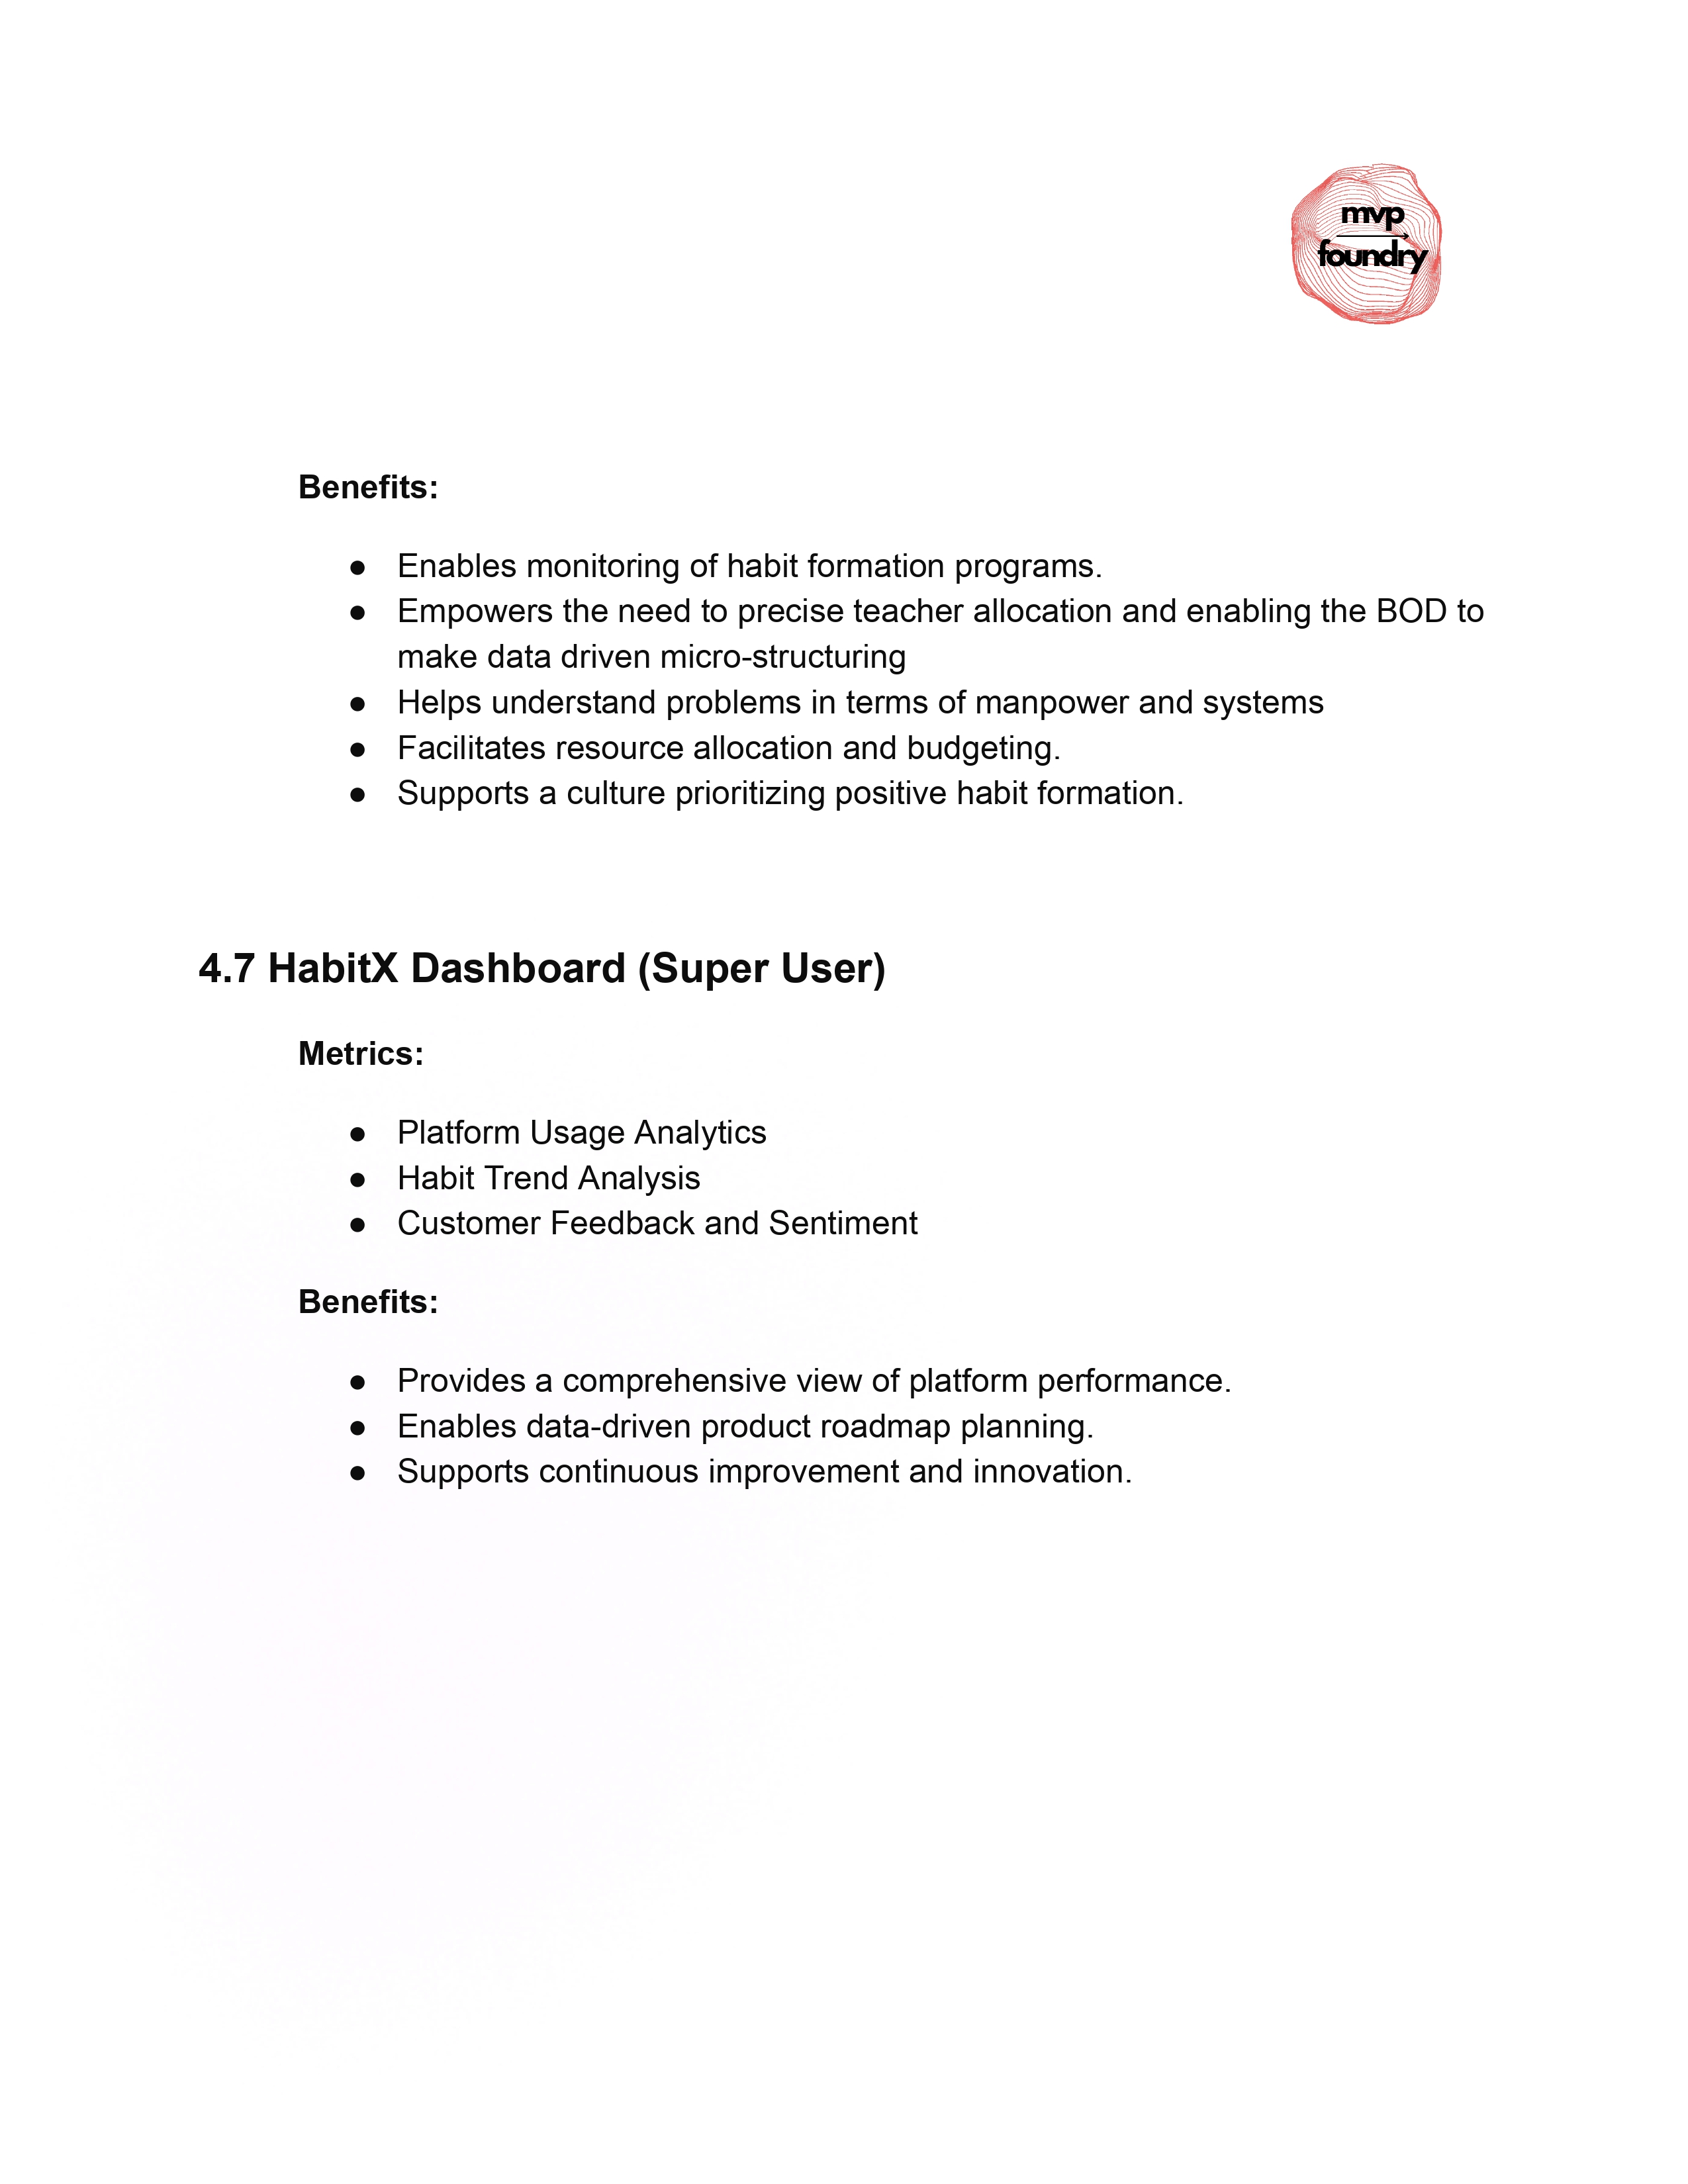 mvp
foundry
Benefits:
● Enables monitoring of habit formation programs.
● Empowers the need to precise teacher allocation and enabling the BOD to
make data driven micro-structuring
● Helps understand problems in terms of manpower and systems
● Facilitates resource allocation and budgeting.
● Supports a culture prioritizing positive habit formation.
4.7 HabitX Dashboard (Super User)
Metrics:
● Platform Usage Analytics
● Habit Trend Analysis
● Customer Feedback and Sentiment
Benefits:
● Provides a comprehensive view of platform performance.
● Enables data-driven product roadmap planning.
● Supports continuous improvement and innovation.